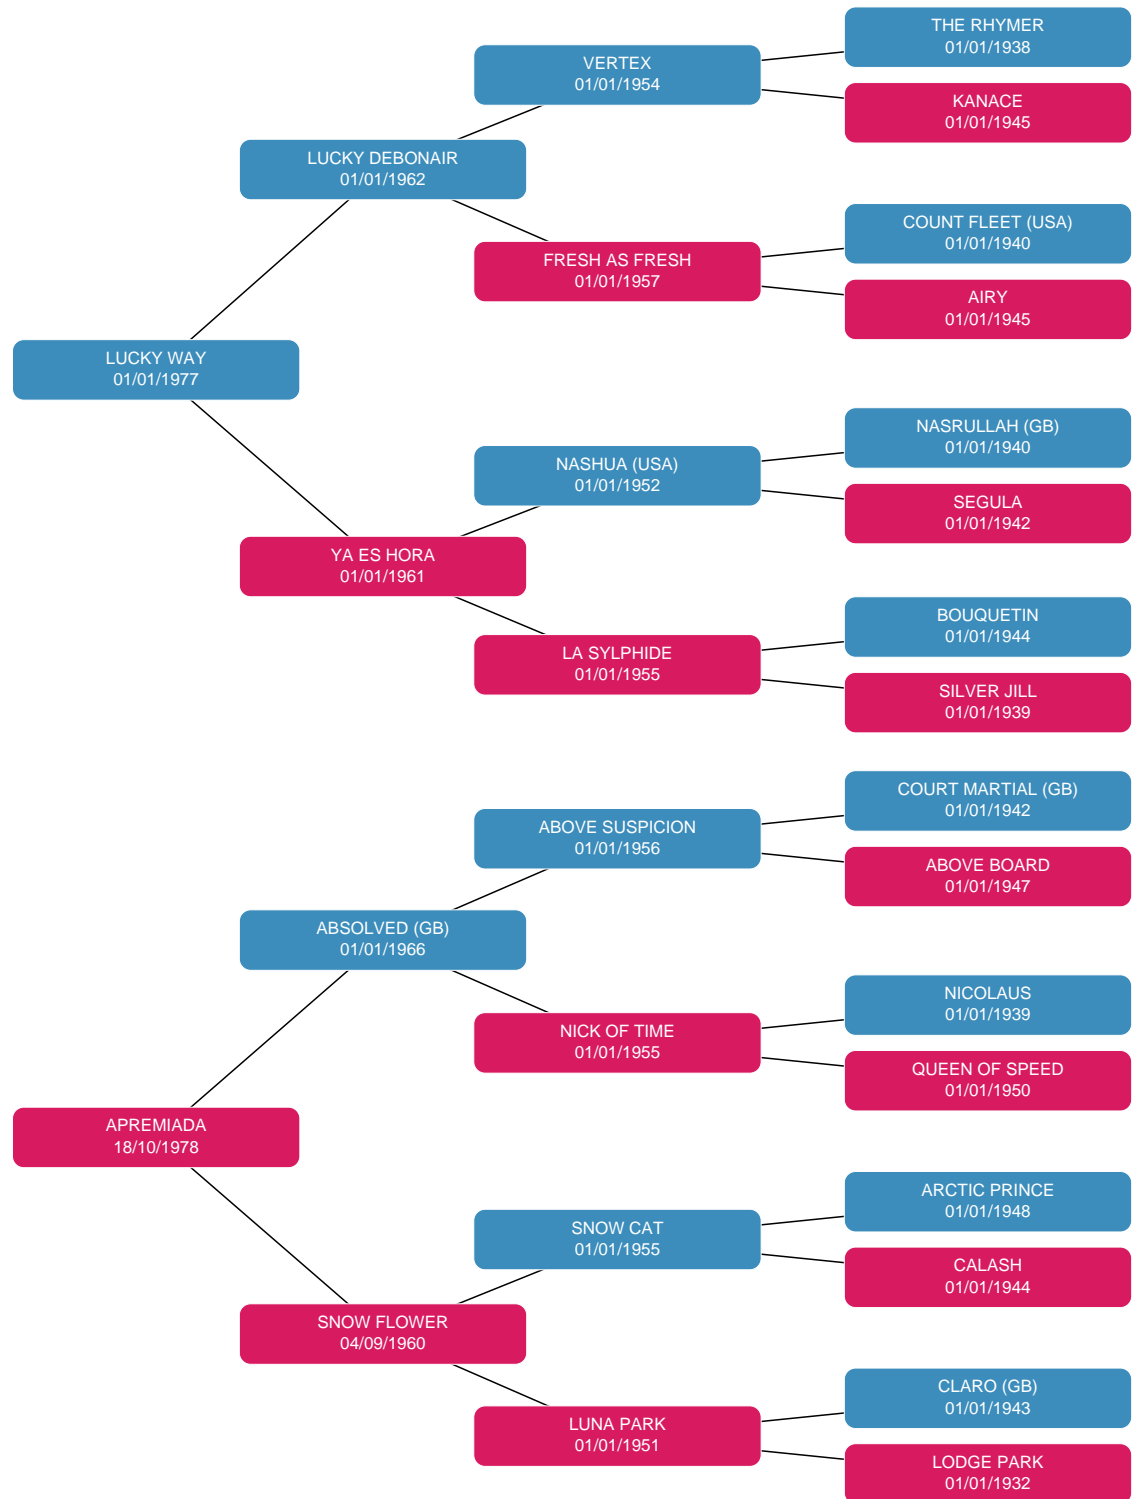 THE RHYMER
01/01/1938
VERTEX
01/01/1954
KANACE
01/01/1945
LUCKY DEBONAIR
01/01/1962
COUNT FLEET (USA)
01/01/1940
FRESH AS FRESH
01/01/1957
AIRY
01/01/1945
LUCKY WAY
01/01/1977
NASRULLAH (GB)
01/01/1940
NASHUA (USA)
01/01/1952
SEGULA
01/01/1942
YA ES HORA
01/01/1961
BOUQUETIN
01/01/1944
LA SYLPHIDE
01/01/1955
SILVER JILL
01/01/1939
COURT MARTIAL (GB)
01/01/1942
ABOVE SUSPICION
01/01/1956
ABOVE BOARD
01/01/1947
ABSOLVED (GB)
01/01/1966
NICOLAUS
01/01/1939
NICK OF TIME
01/01/1955
QUEEN OF SPEED
01/01/1950
APREMIADA
18/10/1978
ARCTIC PRINCE
01/01/1948
SNOW CAT
01/01/1955
CALASH
01/01/1944
SNOW FLOWER
04/09/1960
CLARO (GB)
01/01/1943
LUNA PARK
01/01/1951
LODGE PARK
01/01/1932